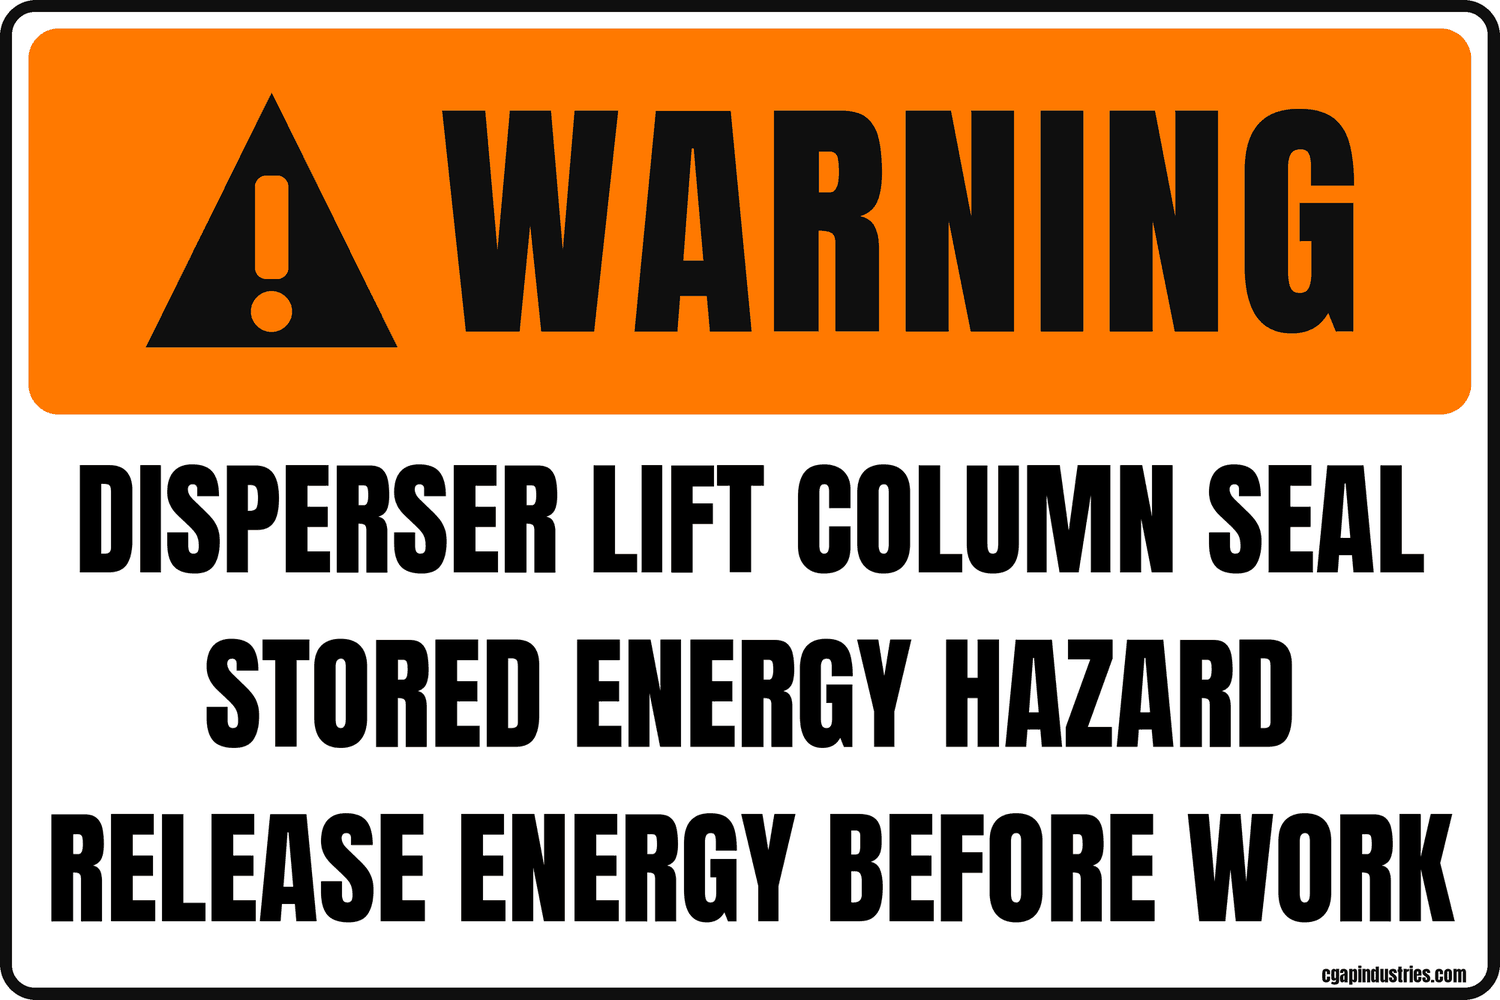 WARNING
DISPERSER LIFT COLUMN SEAL
STORED ENERGY HAZARD
RELEASE ENERGY BEFORE WORK
cgapindustries.com